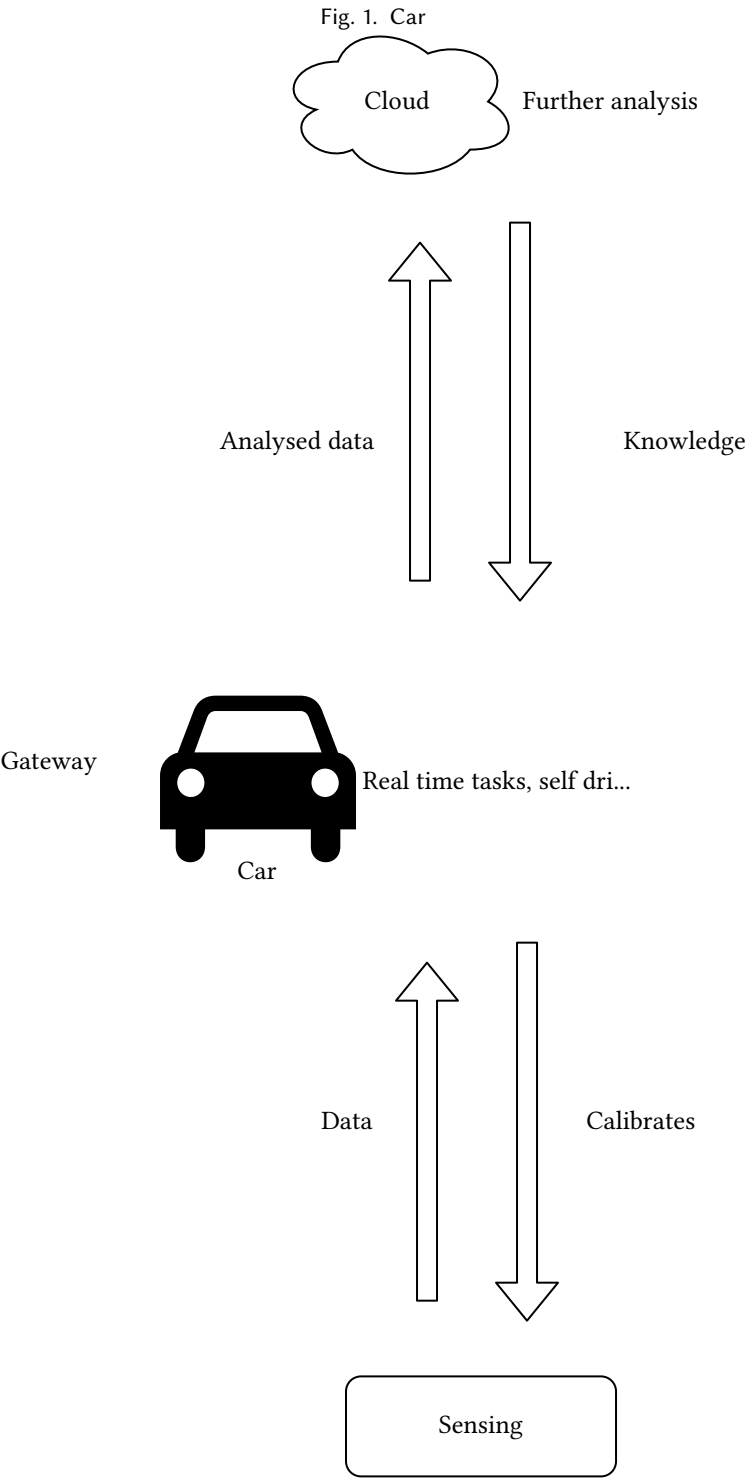 Fig. 1. Car
Cloud
Further analysis
Analysed data
Knowledge
Gateway
Real time tasks, self dri...
Car
Data
Calibrates
Sensing